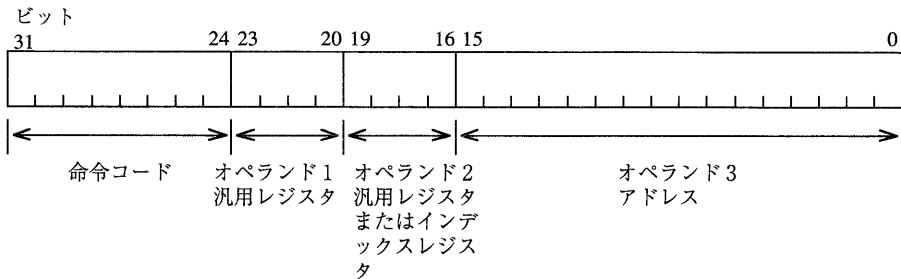 ビット
31 24 23 20 19 16 15 0
命令コード
オペランド1
汎用レジスタ
オペランド2
汎用レジスタ
またはインデ
ックスレジス
タ
オペランド3
アドレス